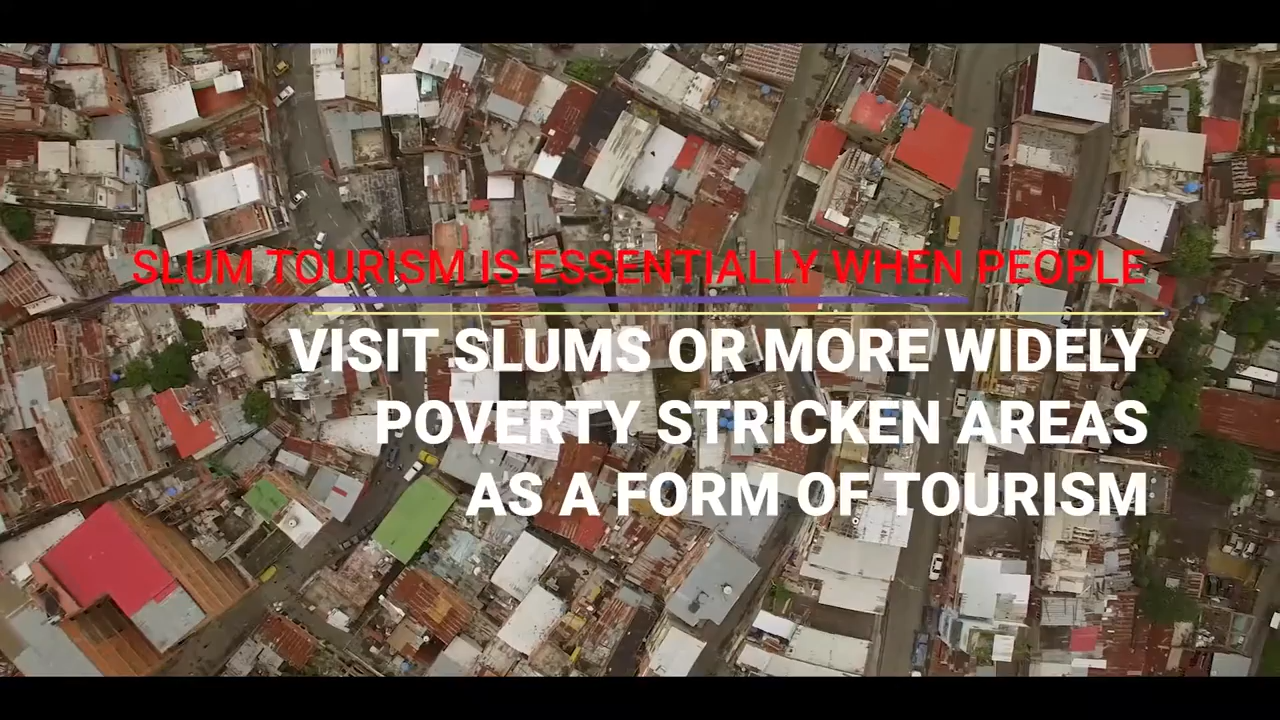 SLUM TOURISM IS ESSENTIALLY WHEN PEOPLE
VISIT SLUMS OR MORE WIDELY
POVERTY STRICKEN AREAS
AS A FORM OF TOURISM